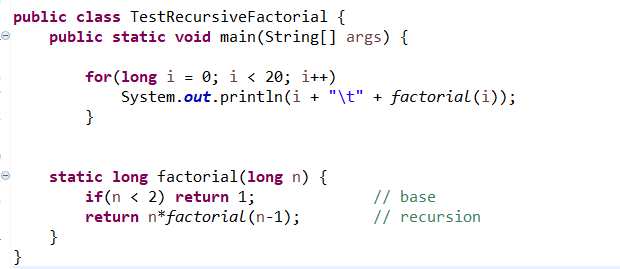 public class TestRecursiveFactorial {
    public static void main(String[] args) {
        for(long i = 0; i < 20; i++)
            System.out.println(i + "\t" + factorial(i));
        }
    static long factorial(long n) {
        if(n < 2) return 1;             // base
        return n*factorial(n-1);        // recursion
    }
}